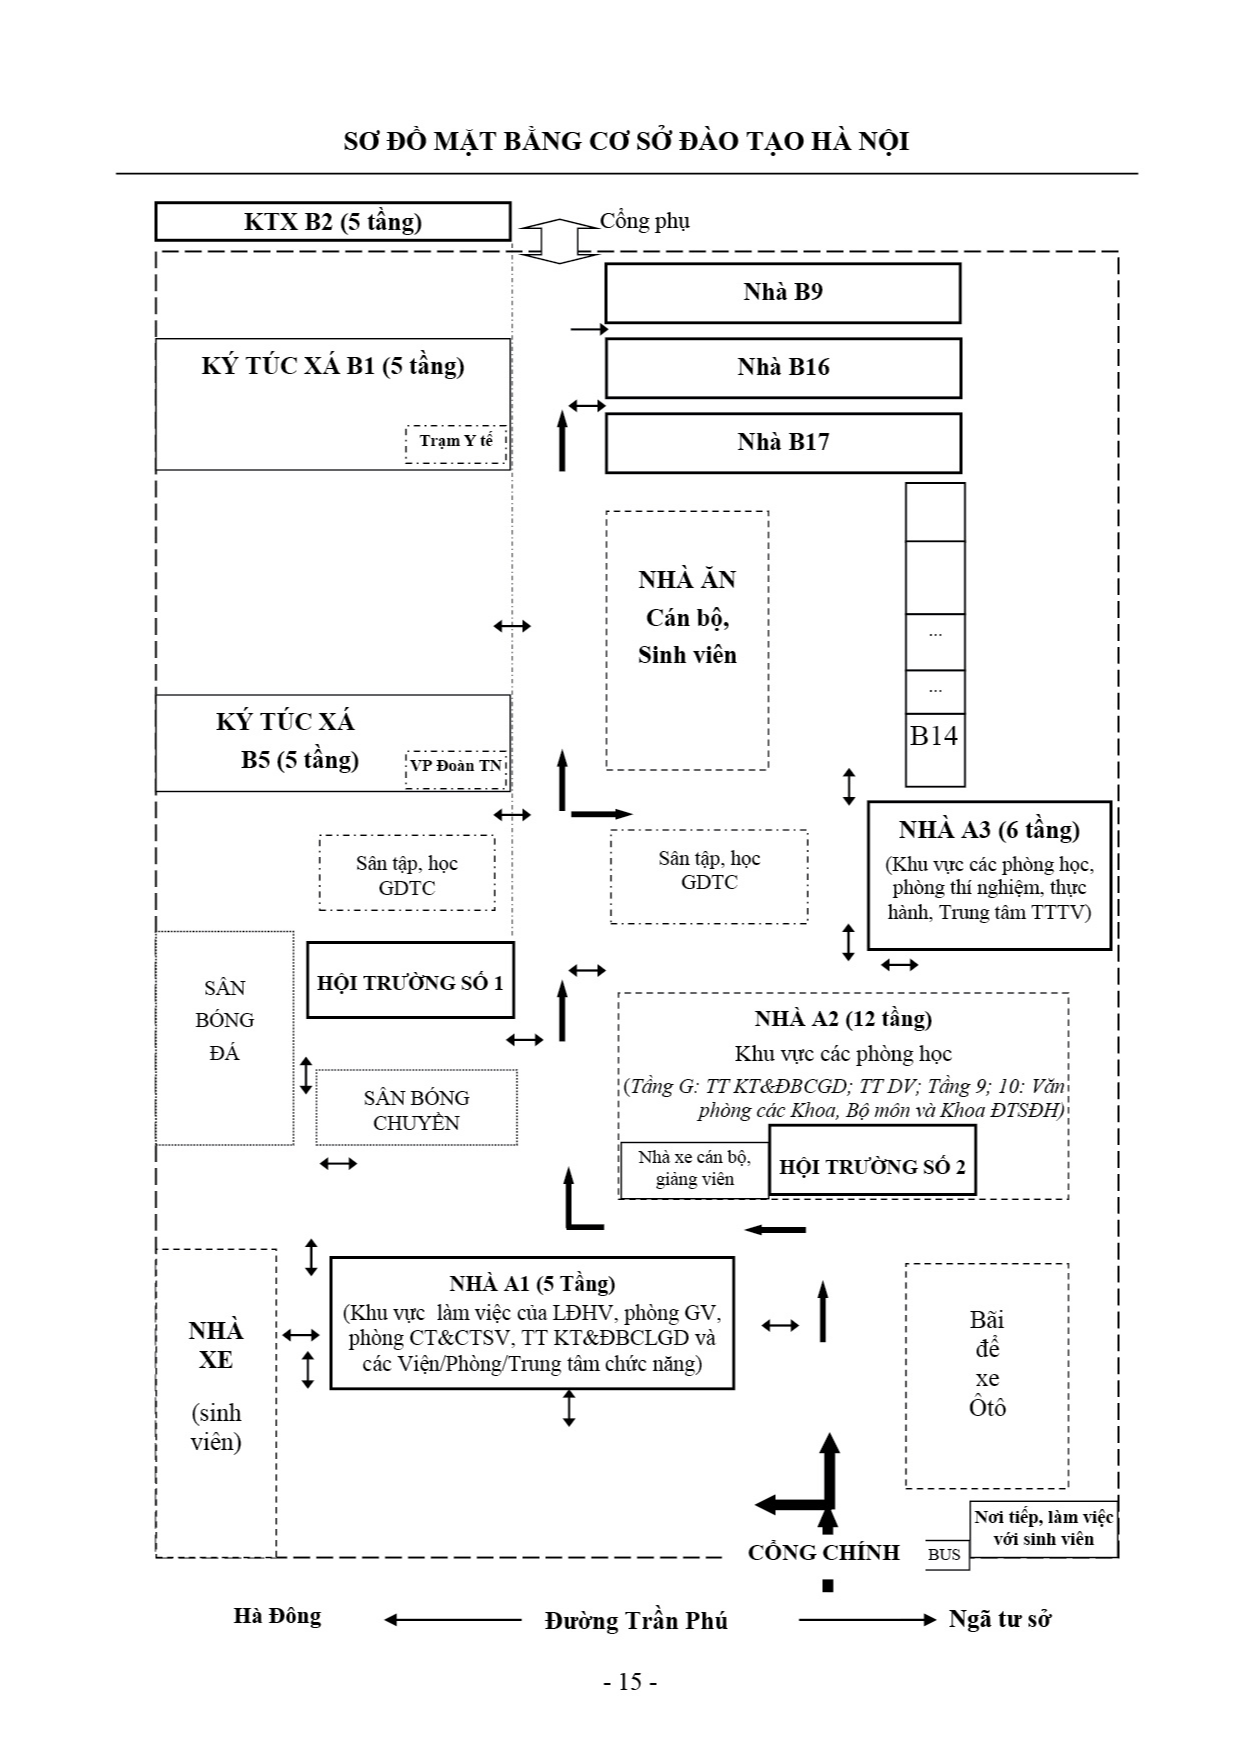 SƠ ĐỒ MẶT BẰNG CƠ SỞ ĐÀO TẠO HÀ NỘI
KTX B2 (5 tầng)
Cổng phụ
Nhà B9
KÝ TÚC XÁ B1 (5 tầng)
Nhà B16
Trạm Y tế
Nhà B17
NHÀ ĂN
Cán bộ,
Sinh viên
...
...
B14
KÝ TÚC XÁ
B5 (5 tầng)
VP Đoàn TN
NHÀ A3 (6 tầng)
(Khu vực các phòng học,
phòng thí nghiệm, thực
hành, Trung tâm TTTV)
Sân tập, học
GDTC
Sân tập, học
GDTC
SÂN
BÓNG
ĐÁ
HỘI TRƯỜNG SỐ 1
NHÀ A2 (12 tầng)
Khu vực các phòng học
(Tầng G: TT KT&ĐBCGD; TT DV; Tầng 9; 10: Văn
phòng các Khoa, Bộ môn và Khoa ĐTSĐH)
SÂN BÓNG
CHUYỀN
Nhà xe cán bộ,
giảng viên
HỘI TRƯỜNG SỐ 2
NHÀ A1 (5 Tầng)
(Khu vực làm việc của LĐHV, phòng GV,
phòng CT&CTSV, TT KT&ĐBCLGD và
các Viện/Phòng/Trung tâm chức năng)
NHÀ
XE
(sinh
viên)
Bãi
để
xe
Ôtô
Nơi tiếp, làm việc
với sinh viên
CỔNG CHÍNH
BUS
Hà Đông
Đường Trần Phú
Ngã tư sở
- 15 -